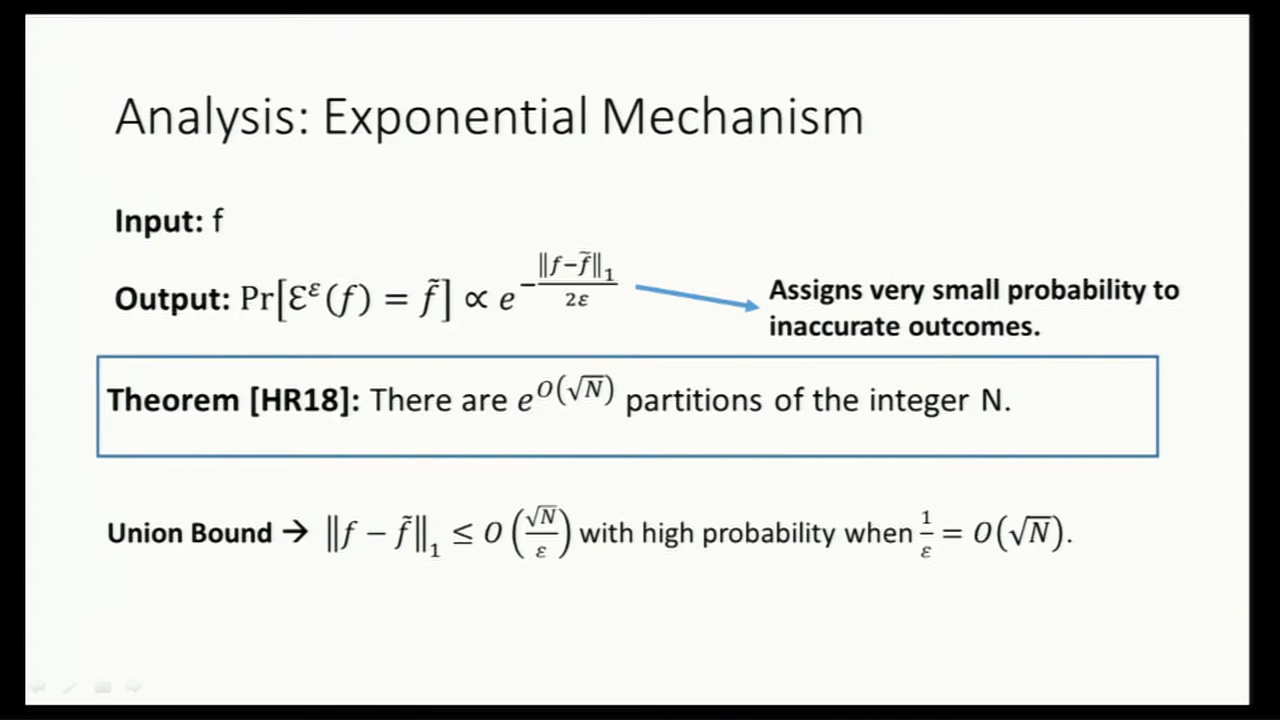 Analysis: Exponential Mechanism
Input: f
Output: Pr[ℰ^ε(f) = f̃] ∝ e^{−‖f−f̃‖₁/2ε}
Assigns very small probability to
inaccurate outcomes.
Theorem [HR18]: There are e^{O(√N)} partitions of the integer N.
Union Bound → ‖f − f̃‖₁ ≤ O(√N/ε) with high probability when 1/ε = O(√N).